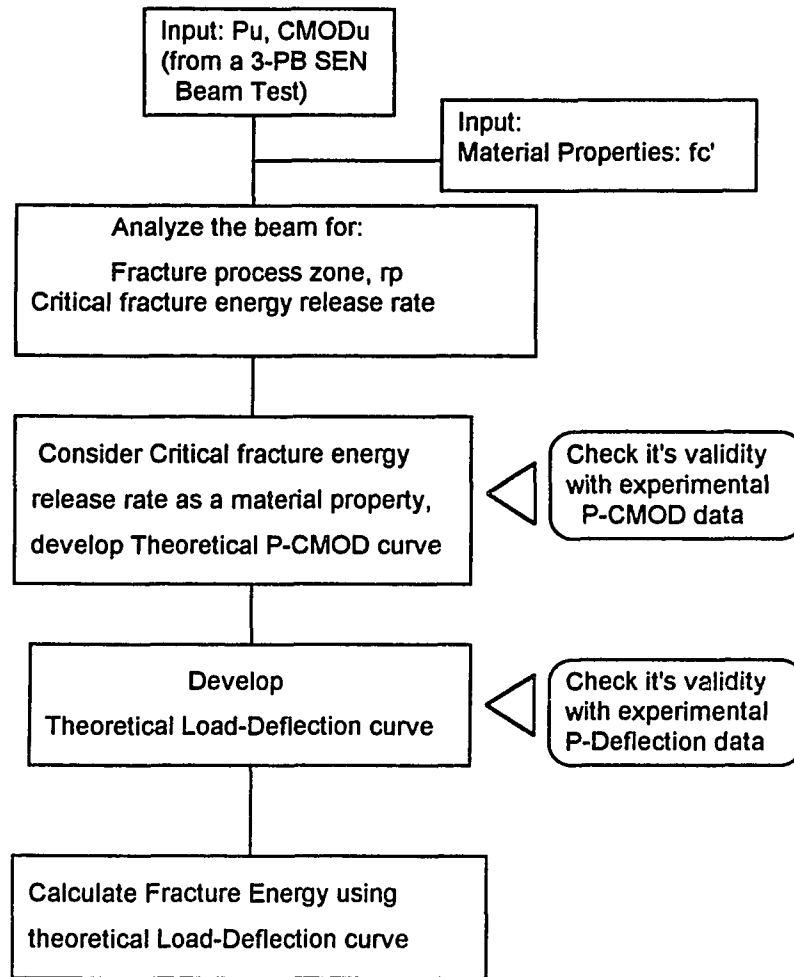 Input: Pu, CMODu
(from a 3-PB SEN
Beam Test)
Input:
Material Properties: fc'
Analyze the beam for:
Fracture process zone, rp
Critical fracture energy release rate
Consider Critical fracture energy
release rate as a material property,
develop Theoretical P-CMOD curve
Check it's validity
with experimental
P-CMOD data
Develop
Theoretical Load-Deflection curve
Check it's validity
with experimental
P-Deflection data
Calculate Fracture Energy using
theoretical Load-Deflection curve